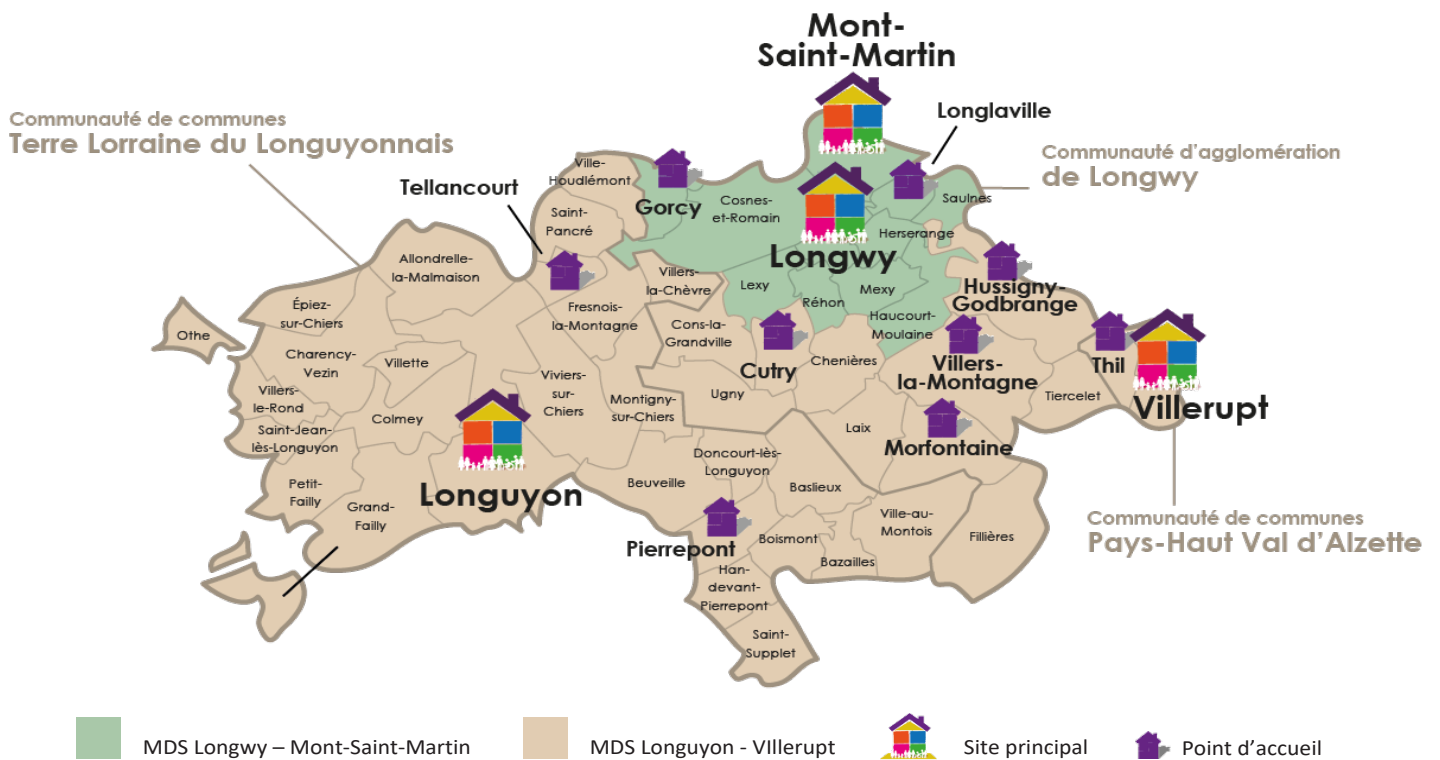 Mont-
Saint-Martin
Longlaville
Communauté de communes
Terre Lorraine du Longuyonnais
Communauté d'agglomération
de Longwy
Ville-
Houdlémont
Tellancourt
Gorcy
Cosnes-
et-Romain
Saulnes
Saint-
Pancré
Herserange
Longwy
Allondrelle-
la-Malmaison
Villers-
la-Chèvre
Lexy
Réhon
Mexy
Hussigny-
Godbrange
Épiez-
sur-Chiers
Othe
Fresnois-
la-Montagne
Cons-la-
Grandville
Haucourt-
Moulaine
Charency-
Vezin
Villette
Cutry
Chenières
Villers-
la-Montagne
Thil
Villerupt
Villers-
le-Rond
Viviers-
sur-
Chiers
Montigny-
sur-Chiers
Ugny
Tiercelet
Colmey
Saint-Jean-
lès-Longuyon
Laix
Morfontaine
Doncourt-lès-
Longuyon
Longuyon
Petit-
Failly
Grand-
Failly
Beuveille
Baslieux
Ville-au-
Montois
Pierrepont
Boismont
Bazailles
Fillières
Communauté de communes
Pays-Haut Val d'Alzette
Han-
devant-
Pierrepont
Saint-
Supplet
MDS Longwy – Mont-Saint-Martin
MDS Longuyon - VIllerupt
Site principal
Point d'accueil